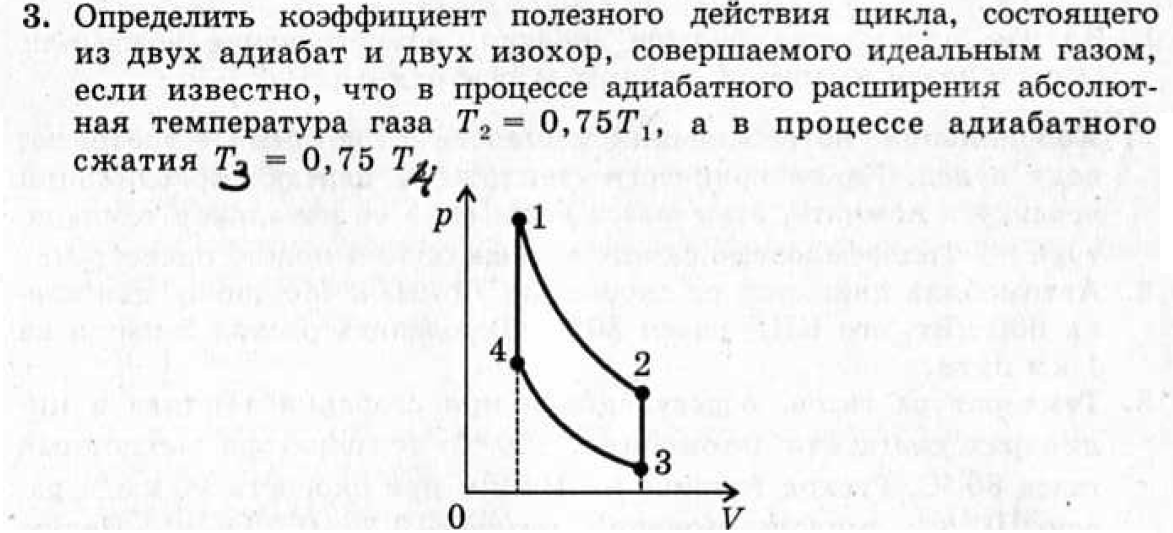 3. Определить коэффициент полезного действия цикла, состоящего
из двух адиабат и двух изохор, совершаемого идеальным газом,
если известно, что в процессе адиабатного расширения абсолют-
ная температура газа T₂ = 0,75T₁, а в процессе адиабатного
сжатия T₃ = 0,75 T₄
p
1
4
2
3
0
V